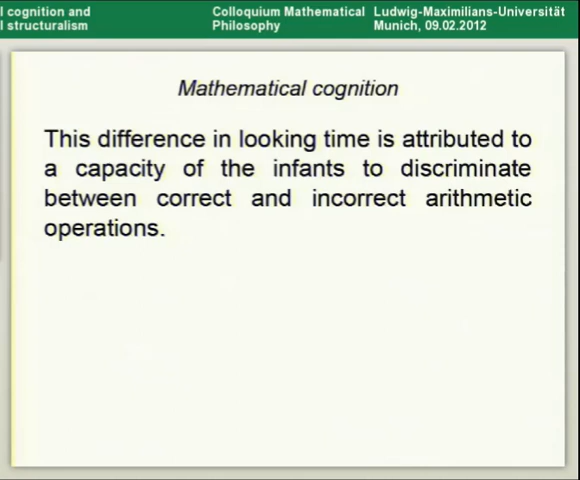 l cognition and
l structuralism
Colloquium Mathematical
Philosophy
Ludwig-Maximilians-Universität
Munich, 09.02.2012
Mathematical cognition
This difference in looking time is attributed to
a capacity of the infants to discriminate
between correct and incorrect arithmetic
operations.